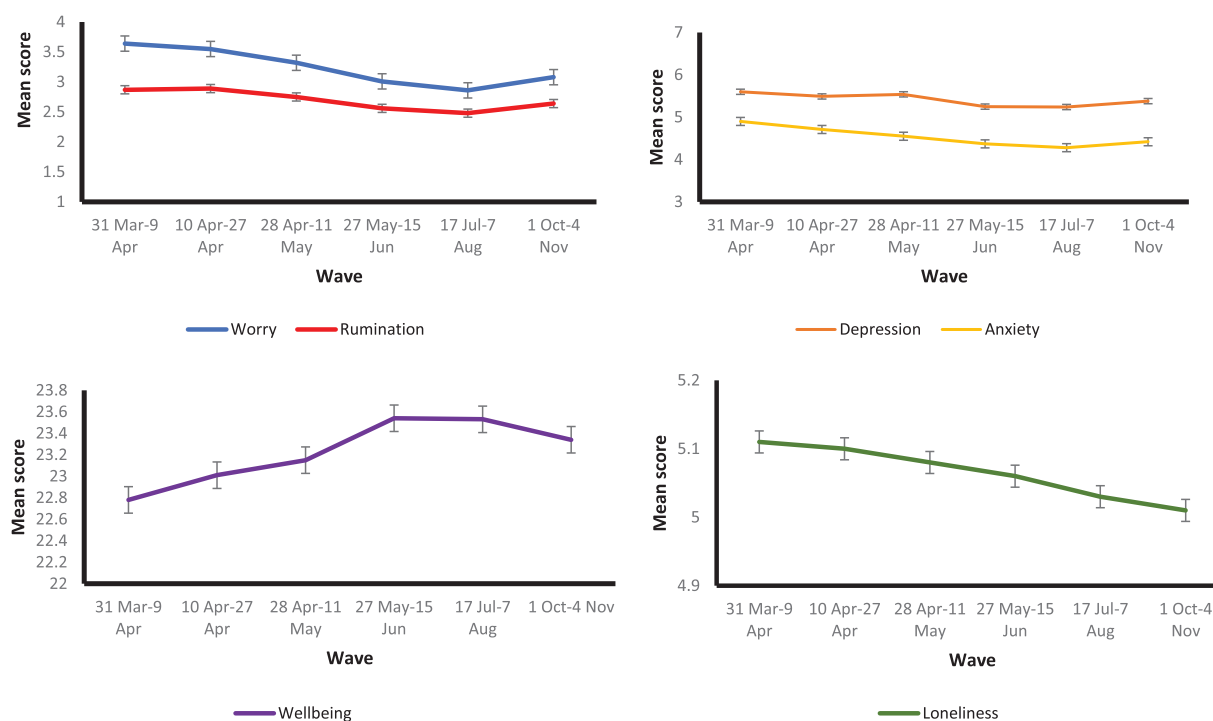 4
3.5
3
2.5
2
1.5
1
Mean score
31 Mar-9
Apr
10 Apr-27
Apr
28 Apr-11
May
27 May-15
Jun
17 Jul-7
Aug
1 Oct-4
Nov
Wave
Worry
Rumination
7
6
5
4
3
Mean score
31 Mar-9
Apr
10 Apr-27
Apr
28 Apr-11
May
27 May-15
Jun
17 Jul-7
Aug
1 Oct-4
Nov
Wave
Depression
Anxiety
23.8
23.6
23.4
23.2
23
22.8
22.6
22.4
22.2
22
Mean score
31 Mar-9
Apr
10 Apr-27
Apr
28 Apr-11
May
27 May-15
Jun
17 Jul-7
Aug
1 Oct-4 Nov
Wave
Wellbeing
5.2
5.1
5
4.9
Mean score
31 Mar-9
Apr
10 Apr-27
Apr
28 Apr-11
May
27 May-15
Jun
17 Jul-7
Aug
1 Oct-4
Nov
Wave
Loneliness